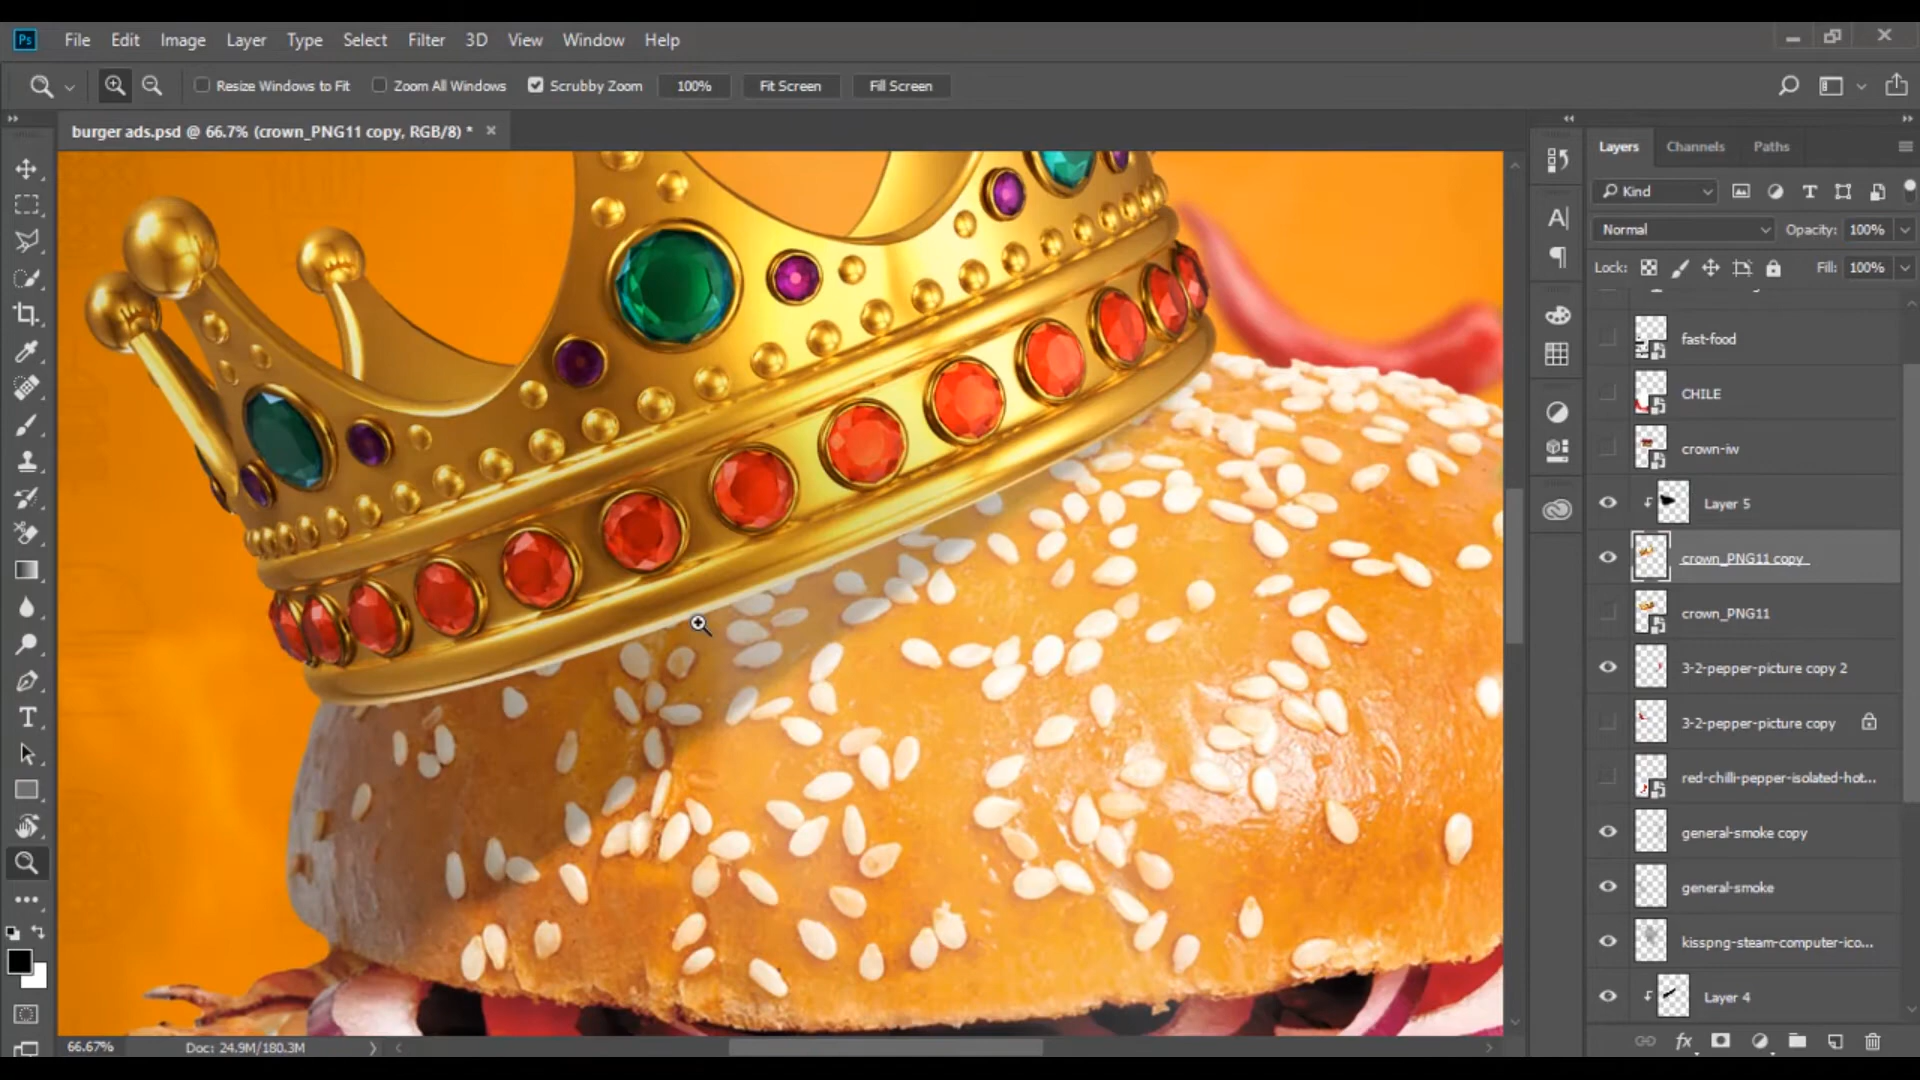 Ps File Edit Image Layer Type Select Filter 3D View Window Help
Resize Windows to Fit Zoom All Windows Scrubby Zoom 100% Fit Screen Fill Screen
burger ads.psd @ 66.7% (crown_PNG11 copy, RGB/8) * ×
Layers Channels Paths
Kind
Normal Opacity: 100%
Lock: Fill: 100%
fast-food
CHILE
crown-iw
Layer 5
crown_PNG11 copy
crown_PNG11
3-2-pepper-picture copy 2
3-2-pepper-picture copy
red-chilli-pepper-isolated-hot...
general-smoke copy
general-smoke
kisspng-steam-computer-ico...
Layer 4
66.67% Doc: 24.9M/180.3M